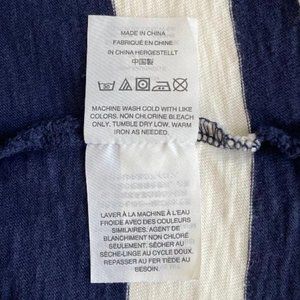 MADE IN CHINA
FABRIQUÉ EN CHINE
IN CHINA HERGESTELLT
中国製
MACHINE WASH COLD WITH LIKE
COLORS. NON CHLORINE BLEACH
ONLY. TUMBLE DRY LOW, WARM
IRON AS NEEDED.
LAVER À LA MACHINE À L'EAU
FROIDE AVEC DES COULEURS
SIMILAIRES. AGENT DE
BLANCHIMENT NON CHLORÉ
SEULEMENT. SÉCHER AU
SÈCHE-LINGE AU CYCLE DOUX.
REPASSER AU FER TIÈDE AU
BESOIN.